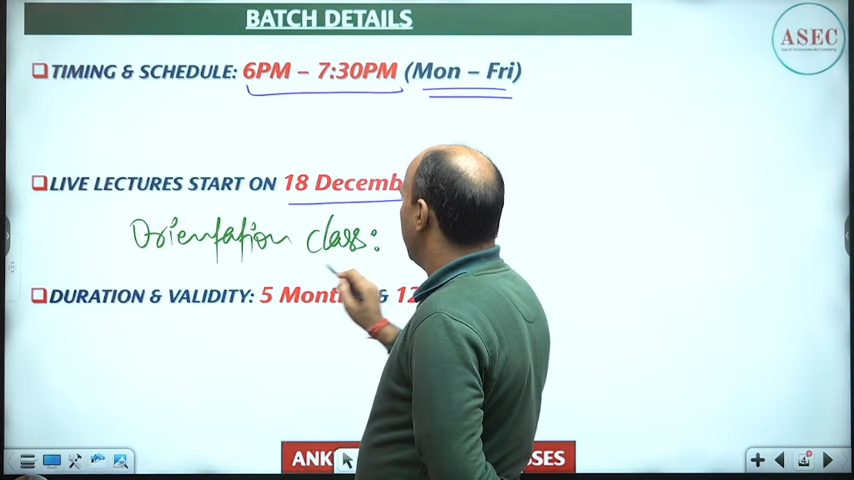 BATCH DETAILS
ASEC
❑TIMING & SCHEDULE: 6PM – 7:30PM (Mon – Fri)
❑LIVE LECTURES START ON 18 Decemb
Orientation class:
❑DURATION & VALIDITY: 5 Month & 12
ANK SES